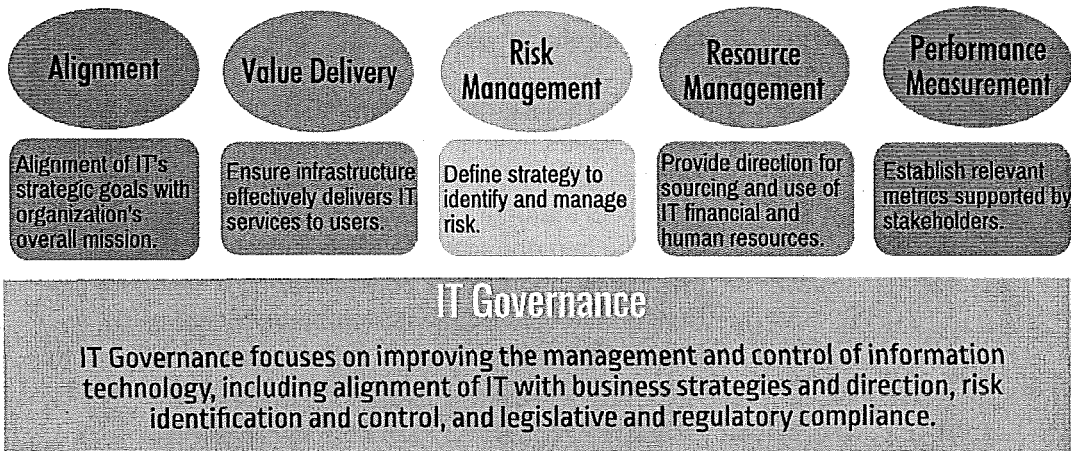 Alignment
Value Delivery
Risk
Management
Resource
Management
Performance
Measurement
Alignment of IT's
strategic goals with
organization's
overall mission.
Ensure infrastructure
effectively delivers IT
services to users.
Define strategy to
identify and manage
risk.
Provide direction for
sourcing and use of
IT financial and
human resources.
Establish relevant
metrics supported by
stakeholders.
IT Governance
IT Governance focuses on improving the management and control of information
technology, including alignment of IT with business strategies and direction, risk
identification and control, and legislative and regulatory compliance.